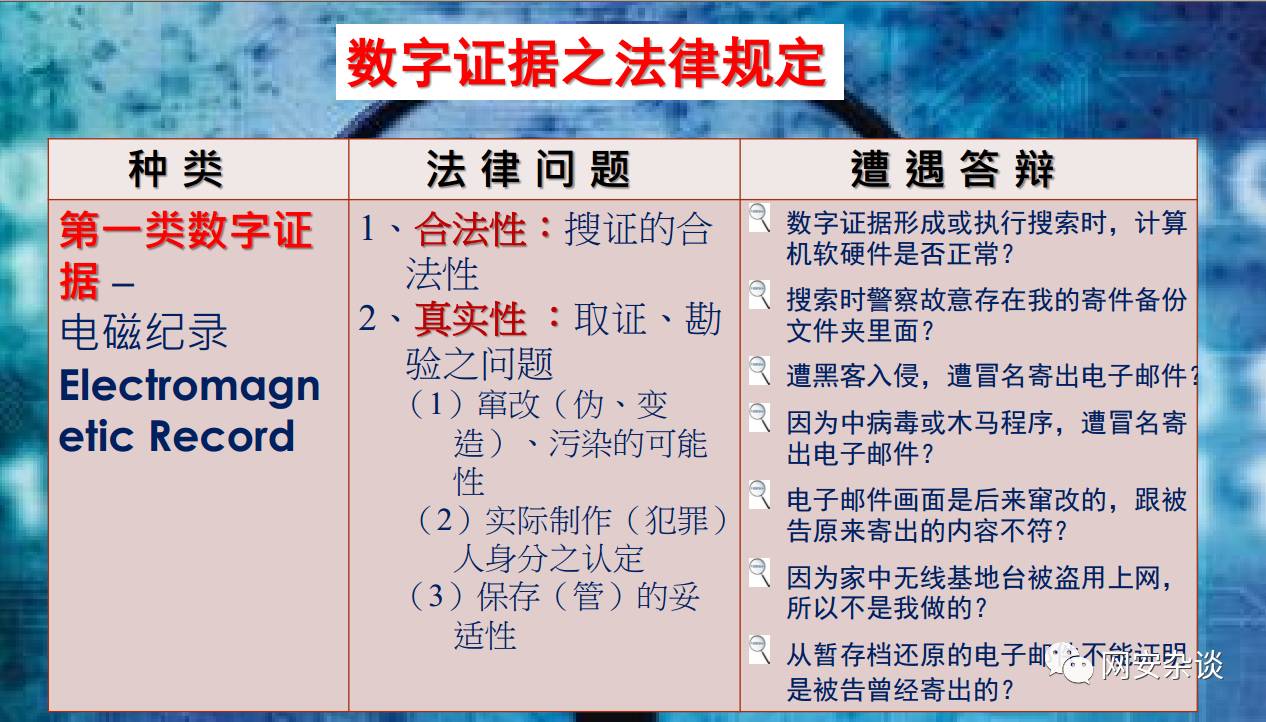 数字证据之法律规定
种 类
法 律 问 题
遭 遇 答 辩
第一类数字证
据 –
电磁纪录
Electromagn
etic Record
1、合法性：搜证的合
法性
2、真实性 ：取证、勘
验之问题
（1）窜改（伪、变
造）、污染的可能
性
（2）实际制作（犯罪）
人身分之认定
（3）保存（管）的妥
适性
数字证据形成或执行搜索时，计算
机软硬件是否正常？
搜索时警察故意存在我的寄件备份
文件夹里面？
遭黑客入侵，遭冒名寄出电子邮件？
因为中病毒或木马程序，遭冒名寄
出电子邮件？
电子邮件画面是后来窜改的，跟被
告原来寄出的内容不符？
因为家中无线基地台被盗用上网，
所以不是我做的？
从暂存档还原的电子邮件不能证明
是被告曾经寄出的？
网安杂谈